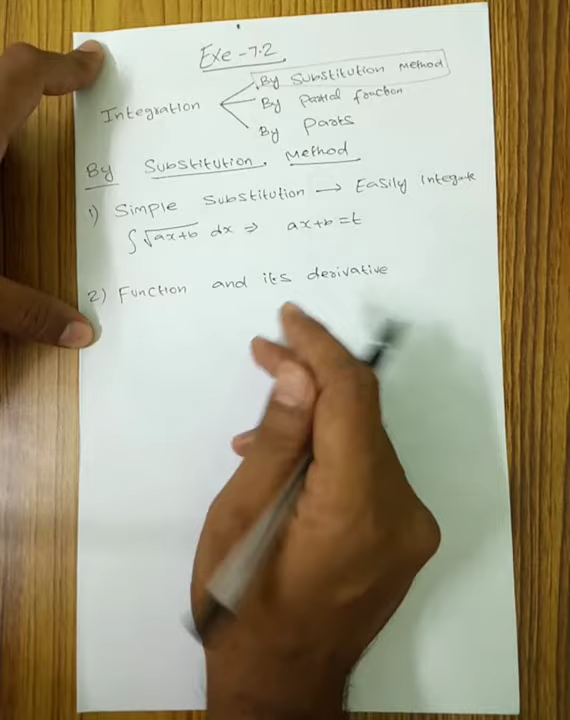 Exe - 7.2
Integration
By Substitution Method
By Partial fraction
By Parts
By Substitution Method
1) Simple Substitution → Easily Integrate
∫√ax+b dx ⇒ ax+b = t
2) Function and its derivative